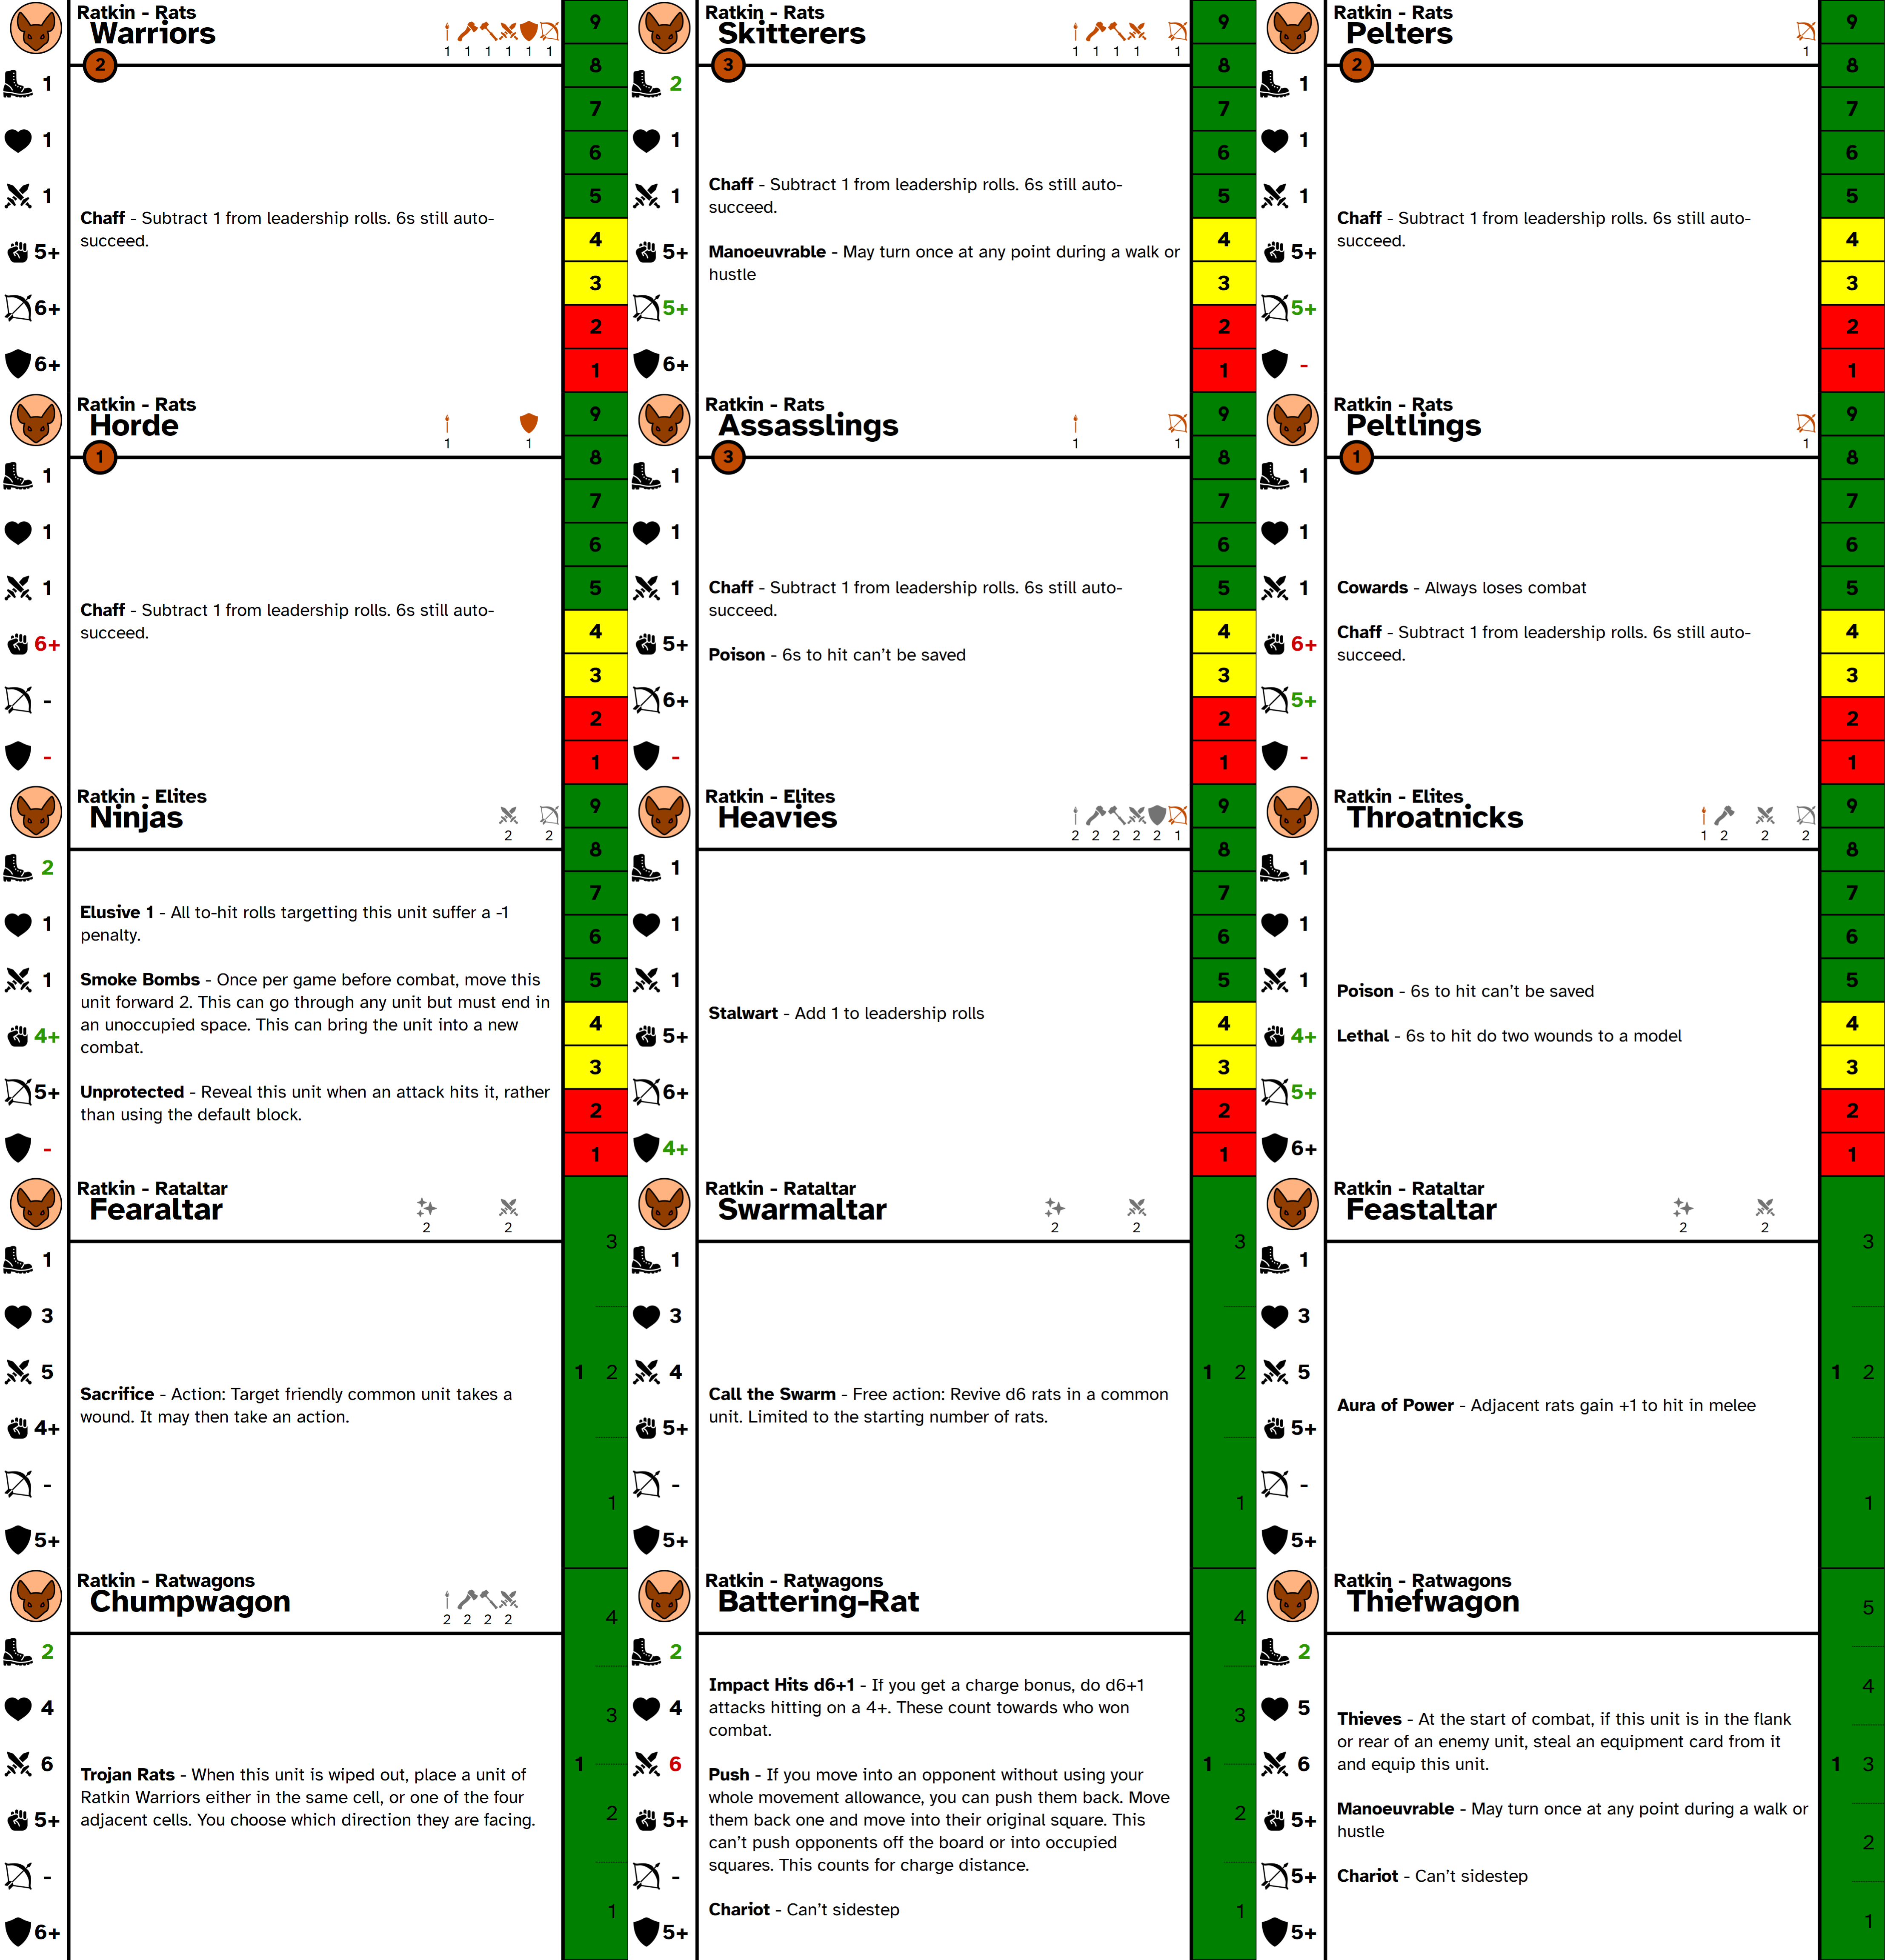 Ratkin - Rats
Warriors
1 1 1 1 1 1
2
1
1
1
5+
6+
6+
Chaff - Subtract 1 from leadership rolls. 6s still auto-
succeed.
9
8
7
6
5
4
3
2
1
Ratkin - Rats
Skitterers
1 1 1 1 1
3
2
1
1
5+
5+
6+
Chaff - Subtract 1 from leadership rolls. 6s still auto-
succeed.
Manoeuvrable - May turn once at any point during a walk or
hustle
9
8
7
6
5
4
3
2
1
Ratkin - Rats
Pelters
1
2
1
1
1
5+
5+
-
Chaff - Subtract 1 from leadership rolls. 6s still auto-
succeed.
9
8
7
6
5
4
3
2
1
Ratkin - Rats
Horde
1 1
1
1
1
1
6+
-
-
Chaff - Subtract 1 from leadership rolls. 6s still auto-
succeed.
9
8
7
6
5
4
3
2
1
Ratkin - Rats
Assasslings
1 1
3
1
1
1
5+
6+
-
Chaff - Subtract 1 from leadership rolls. 6s still auto-
succeed.
Poison - 6s to hit can't be saved
9
8
7
6
5
4
3
2
1
Ratkin - Rats
Peltlings
1
1
1
1
1
6+
5+
-
Cowards - Always loses combat
Chaff - Subtract 1 from leadership rolls. 6s still auto-
succeed.
9
8
7
6
5
4
3
2
1
Ratkin - Elites
Ninjas
2 2
2
1
1
4+
5+
-
Elusive 1 - All to-hit rolls targetting this unit suffer a -1
penalty.
Smoke Bombs - Once per game before combat, move this
unit forward 2. This can go through any unit but must end in
an unoccupied space. This can bring the unit into a new
combat.
Unprotected - Reveal this unit when an attack hits it, rather
than using the default block.
9
8
7
6
5
4
3
2
1
Ratkin - Elites
Heavies
2 2 2 2 2 1
1
1
1
5+
6+
4+
Stalwart - Add 1 to leadership rolls
9
8
7
6
5
4
3
2
1
Ratkin - Elites
Throatnicks
1 2 2 2
1
1
1
4+
5+
6+
Poison - 6s to hit can't be saved
Lethal - 6s to hit do two wounds to a model
9
8
7
6
5
4
3
2
1
Ratkin - Rataltar
Fearaltar
2 2
1
3
5
4+
-
5+
Sacrifice - Action: Target friendly common unit takes a
wound. It may then take an action.
3
1 2
1
Ratkin - Rataltar
Swarmaltar
2 2
1
3
4
5+
-
5+
Call the Swarm - Free action: Revive d6 rats in a common
unit. Limited to the starting number of rats.
3
1 2
1
Ratkin - Rataltar
Feastaltar
2 2
1
3
5
5+
-
5+
Aura of Power - Adjacent rats gain +1 to hit in melee
3
1 2
1
Ratkin - Ratwagons
Chumpwagon
2 2 2 2
2
4
6
5+
-
6+
Trojan Rats - When this unit is wiped out, place a unit of
Ratkin Warriors either in the same cell, or one of the four
adjacent cells. You choose which direction they are facing.
4
3
1
2
1
Ratkin - Ratwagons
Battering-Rat
2
4
6
5+
-
5+
Impact Hits d6+1 - If you get a charge bonus, do d6+1
attacks hitting on a 4+. These count towards who won
combat.
Push - If you move into an opponent without using your
whole movement allowance, you can push them back. Move
them back one and move into their original square. This
can't push opponents off the board or into occupied
squares. This counts for charge distance.
Chariot - Can't sidestep
4
3
1
2
1
Ratkin - Ratwagons
Thiefwagon
2
5
6
5+
5+
5+
Thieves - At the start of combat, if this unit is in the flank
or rear of an enemy unit, steal an equipment card from it
and equip this unit.
Manoeuvrable - May turn once at any point during a walk or
hustle
Chariot - Can't sidestep
5
4
1 3
2
1